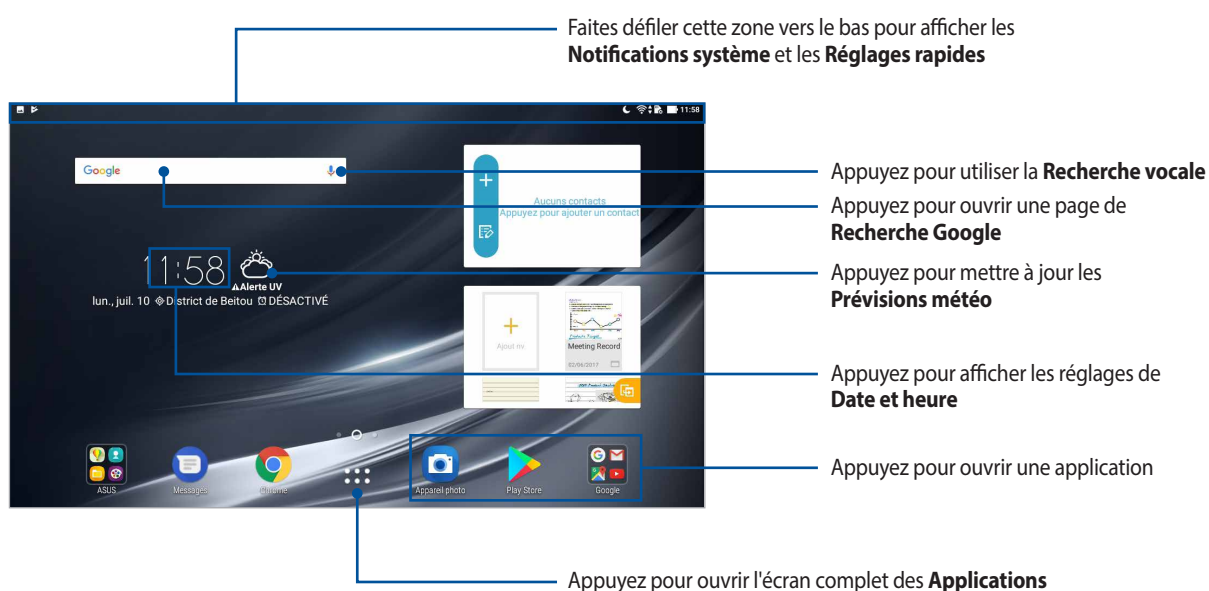 Faites défiler cette zone vers le bas pour afficher les
Notifications système et les Réglages rapides
11:58
Google
Aucuns contacts
Appuyez pour ajouter un contact
Appuyez pour utiliser la Recherche vocale
Appuyez pour ouvrir une page de
Recherche Google
11:58
Alerte UV
lun., juil. 10 District de Beitou DÉSACTIVÉ
Appuyez pour mettre à jour les
Prévisions météo
Ajout nv
Meeting Record
02/06/2017
Appuyez pour afficher les réglages de
Date et heure
ASUS
Messages
Chrome
Appareil photo
Play Store
Google
Appuyez pour ouvrir une application
Appuyez pour ouvrir l'écran complet des Applications